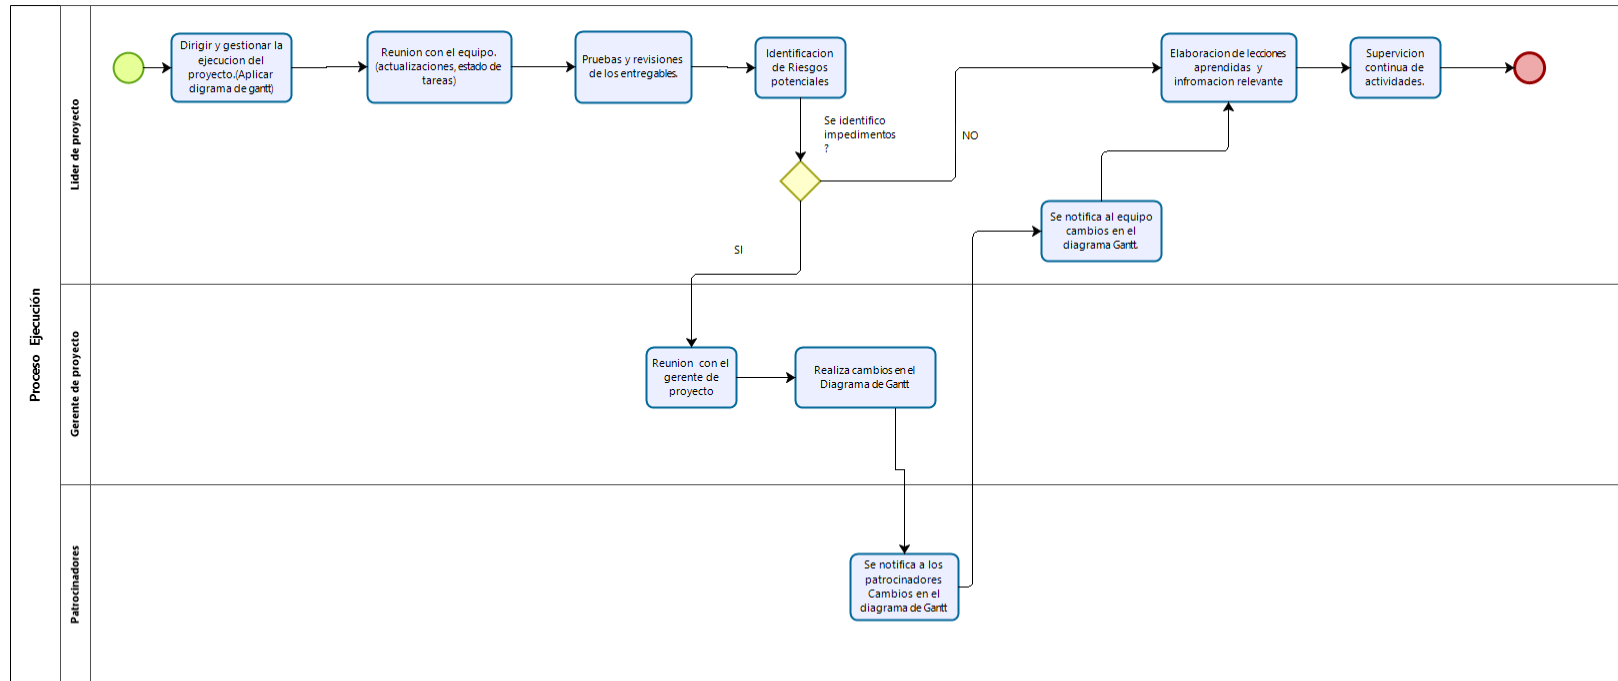 Proceso Ejecución
Lider de proyecto
Dirigir y gestionar la
ejecucion del
proyecto.(Aplicar
digrama de gantt)
Reunion con el equipo.
(actualizaciones, estado de
tareas)
Pruebas y revisiones
de los entregables.
Identificacion
de Riesgos
potenciales
Se identifico
impedimentos
?
NO
SI
Elaboracion de lecciones
aprendidas y
infromacion relevante
Supervicion
continua de
actividades.
Se notifica al equipo
cambios en el
diagrama Gantt.
Gerente de proyecto
Reunion con el
gerente de
proyecto
Realiza cambios en el
Diagrama de Gantt
Patrocinadores
Se notifica a los
patrocinadores
Cambios en el
diagrama de Gantt